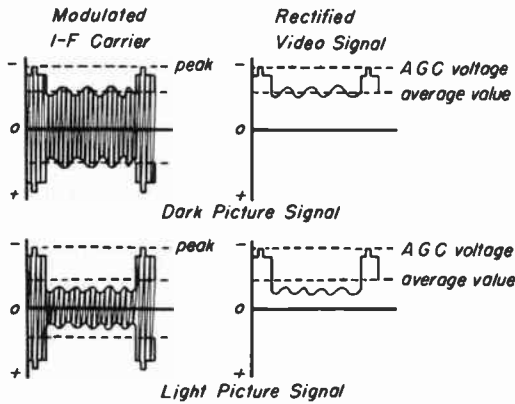 Modulated
I-F Carrier
Rectified
Video Signal
- peak - AGC voltage
average value
O O
+
Dark Picture Signal
- peak - AGC voltage
average value
O O
+ +
Light Picture Signal